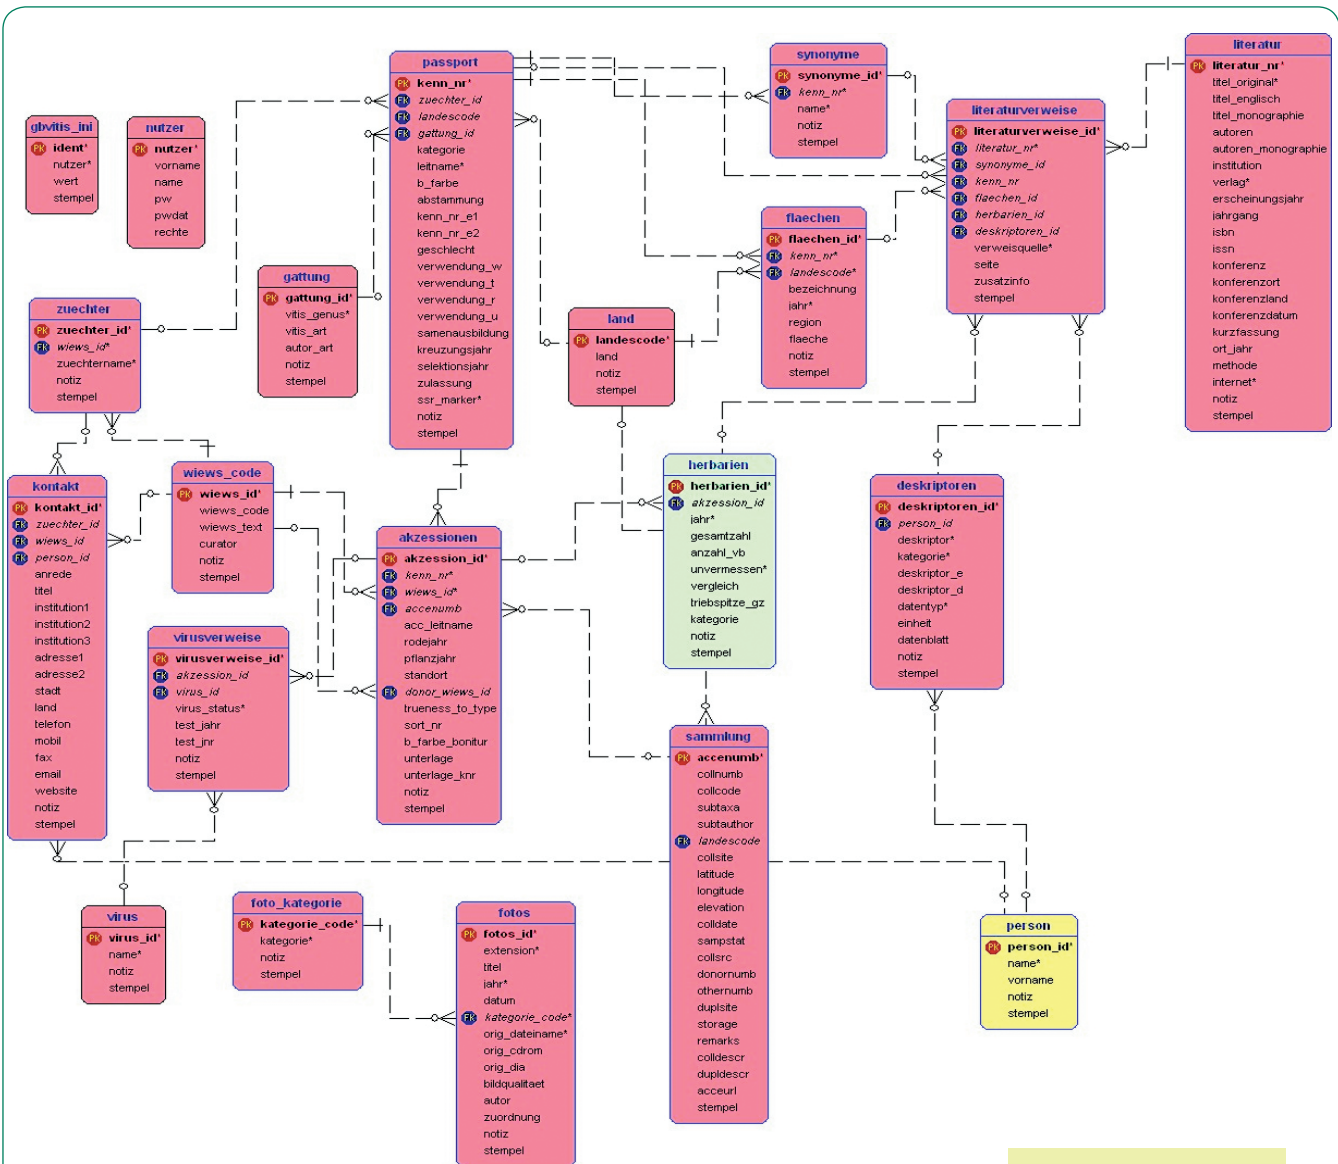 gbvitis_ini
PK ident*
nutzer*
wert
stempel
nutzer
PK nutzer*
vorname
name
pw
pwdat
rechte
passport
PK kenn_nr*
FK zuechter_id
FK landescode
FK gattung_id
kategorie
leitname*
b_farbe
abstammung
kenn_nr_e1
kenn_nr_e2
geschlecht
verwendung_w
verwendung_t
verwendung_r
verwendung_u
samenausbildung
kreuzungsjahr
selektionsjahr
zulassung
ssr_marker*
notiz
stempel
synonyme
PK synonyme_id*
FK kenn_nr*
name*
notiz
stempel
literaturverweise
PK literaturverweise_id*
FK literatur_nr*
FK synonyme_id
FK kenn_nr
FK flaechen_id
FK herbarien_id
FK deskriptoren_id
verweisquelle*
seite
zusatzinfo
stempel
literatur
PK literatur_nr*
titel_original*
titel_englisch
titel_monographie
autoren
autoren_monographie
institution
verlag*
erscheinungsjahr
jahrgang
isbn
issn
konferenz
konferenzort
konferenzland
konferenzdatum
kurzfassung
ort_jahr
methode
internet*
notiz
stempel
gattung
PK gattung_id*
vitis_genus*
vitis_art
autor_art
notiz
stempel
flaechen
PK flaechen_id*
FK kenn_nr*
FK landescode*
bezeichnung
jahr*
region
flaeche
notiz
stempel
land
PK landescode*
land
notiz
stempel
zuechter
PK zuechter_id*
FK wiews_id*
zuechtername*
notiz
stempel
kontakt
PK kontakt_id*
FK zuechter_id
FK wiews_id
FK person_id
anrede
titel
institution1
institution2
institution3
adresse1
adresse2
stadt
land
telefon
mobil
fax
email
website
notiz
stempel
wiews_code
PK wiews_id*
wiews_code
wiews_text
curator
notiz
stempel
virusverweise
PK virusverweise_id*
FK akzession_id
FK virus_id
virus_status*
test_jahr
test_jnr
notiz
stempel
akzessionen
PK akzession_id*
FK kenn_nr*
FK wiews_id*
FK accenumb
acc_leitname
rodejahr
pflanzjahr
standort
FK donor_wiews_id
trueness_to_type
sort_nr
b_farbe_bonitur
unterlage
unterlage_knr
notiz
stempel
herbarien
PK herbarien_id*
FK akzession_id
jahr*
gesamtzahl
anzahl_vb
unvermessen*
vergleich
triebspitze_gz
kategorie
notiz
stempel
deskriptoren
PK deskriptoren_id*
FK person_id
deskriptor*
kategorie*
deskriptor_e
deskriptor_d
datentyp*
einheit
datenblatt
notiz
stempel
sammlung
PK accenumb*
collnumb
collcode
subtaxa
subtauthor
FK landescode
collsite
latitude
longitude
elevation
colldate
sampstat
collsrc
donornumb
othernumb
duplsite
storage
remarks
colldescr
dupldescr
acceurl
stempel
virus
PK virus_id*
name*
notiz
stempel
foto_kategorie
PK kategorie_code*
kategorie*
notiz
stempel
fotos
PK fotos_id*
extension*
titel
jahr*
datum
FK kategorie_code*
orig_dateiname*
orig_cdrom
orig_dia
bildqualitaet
autor
zuordnung
notiz
stempel
person
PK person_id*
name*
vorname
notiz
stempel